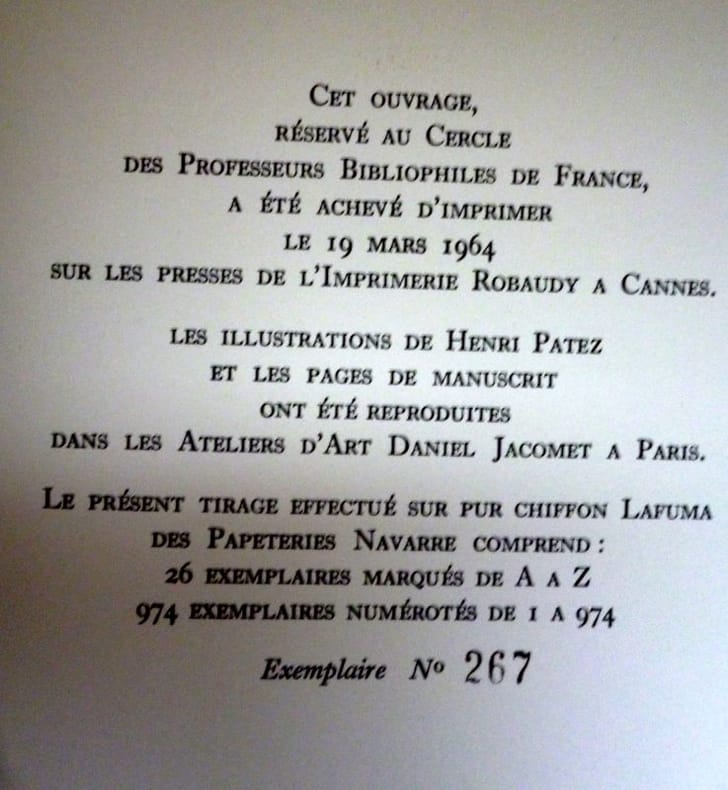 Cet ouvrage,
réservé au Cercle
des Professeurs Bibliophiles de France,
a été achevé d'imprimer
le 19 mars 1964
sur les presses de l'Imprimerie Robaudy a Cannes.
les illustrations de Henri Patez
et les pages de manuscrit
ont été reproduites
dans les Ateliers d'Art Daniel Jacomet a Paris.
Le présent tirage effectué sur pur chiffon Lafuma
des Papeteries Navarre comprend :
26 exemplaires marqués de A a Z
974 exemplaires numérotés de 1 a 974
Exemplaire No 267